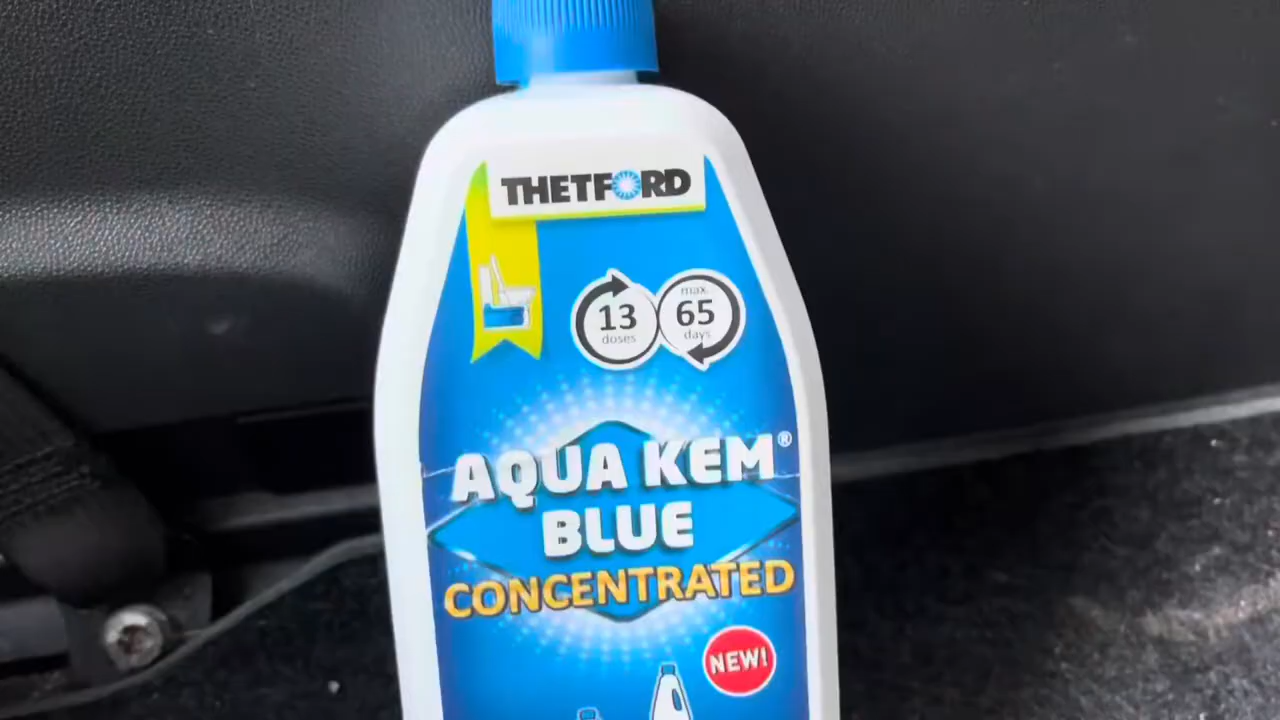 THETFORD
13
doses
max.
65
days
AQUA KEM®
BLUE
CONCENTRATED
NEW!